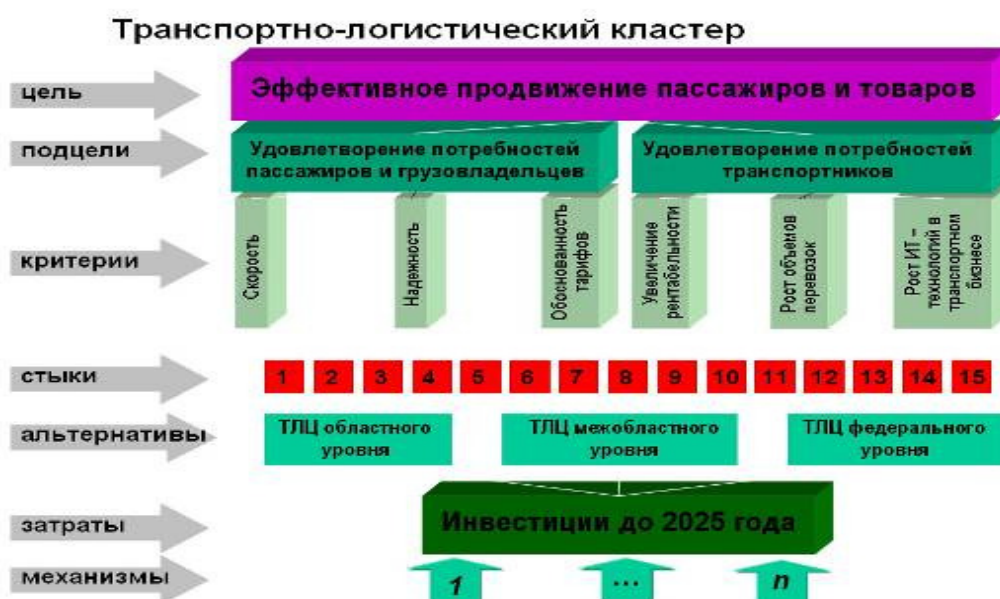 Транспортно-логистический кластер
цель
Эффективное продвижение пассажиров и товаров
подцели
Удовлетворение потребностей
пассажиров и грузовладельцев
Удовлетворение потребностей
транспортников
критерии
Скорость
Надежность
Обоснованность
тарифов
Увеличение
рентабельности
Рост объемов
перевозок
Рост ИТ –
технологий в
транспортном
бизнесе
стыки
1 2 3 4 5 6 7 8 9 10 11 12 13 14 15
альтернативы
ТЛЦ областного
уровня
ТЛЦ межобластного
уровня
ТЛЦ федерального
уровня
затраты
Инвестиции до 2025 года
механизмы
1 ... n